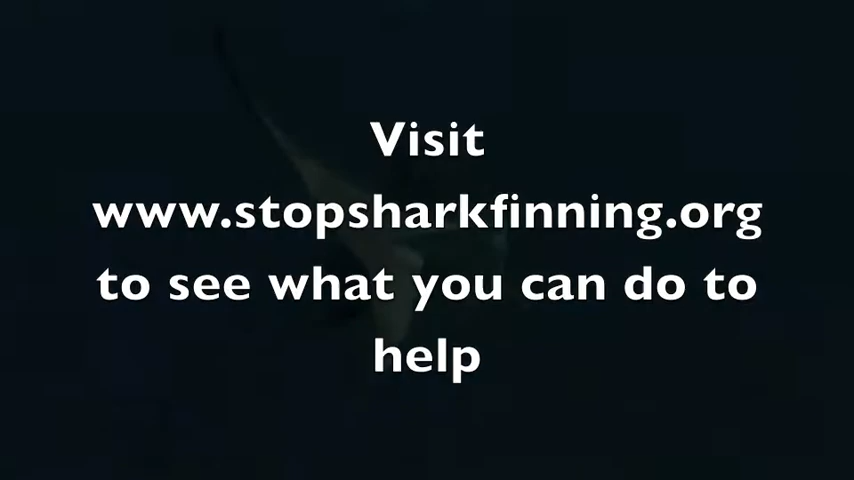 Visit
www.stopsharkfinning.org
to see what you can do to
help